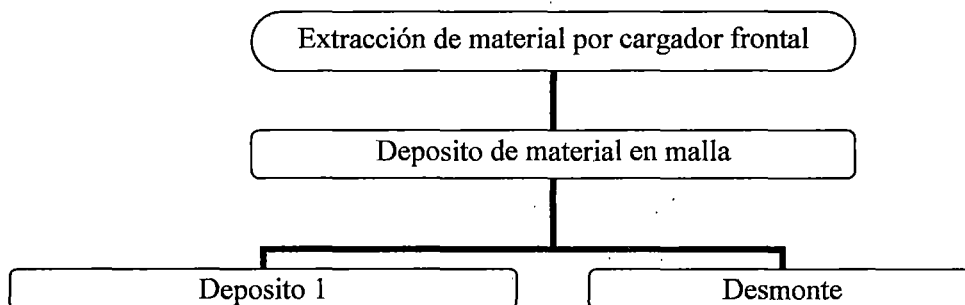 Extracción de material por cargador frontal
Deposito de material en malla
Deposito 1
Desmonte